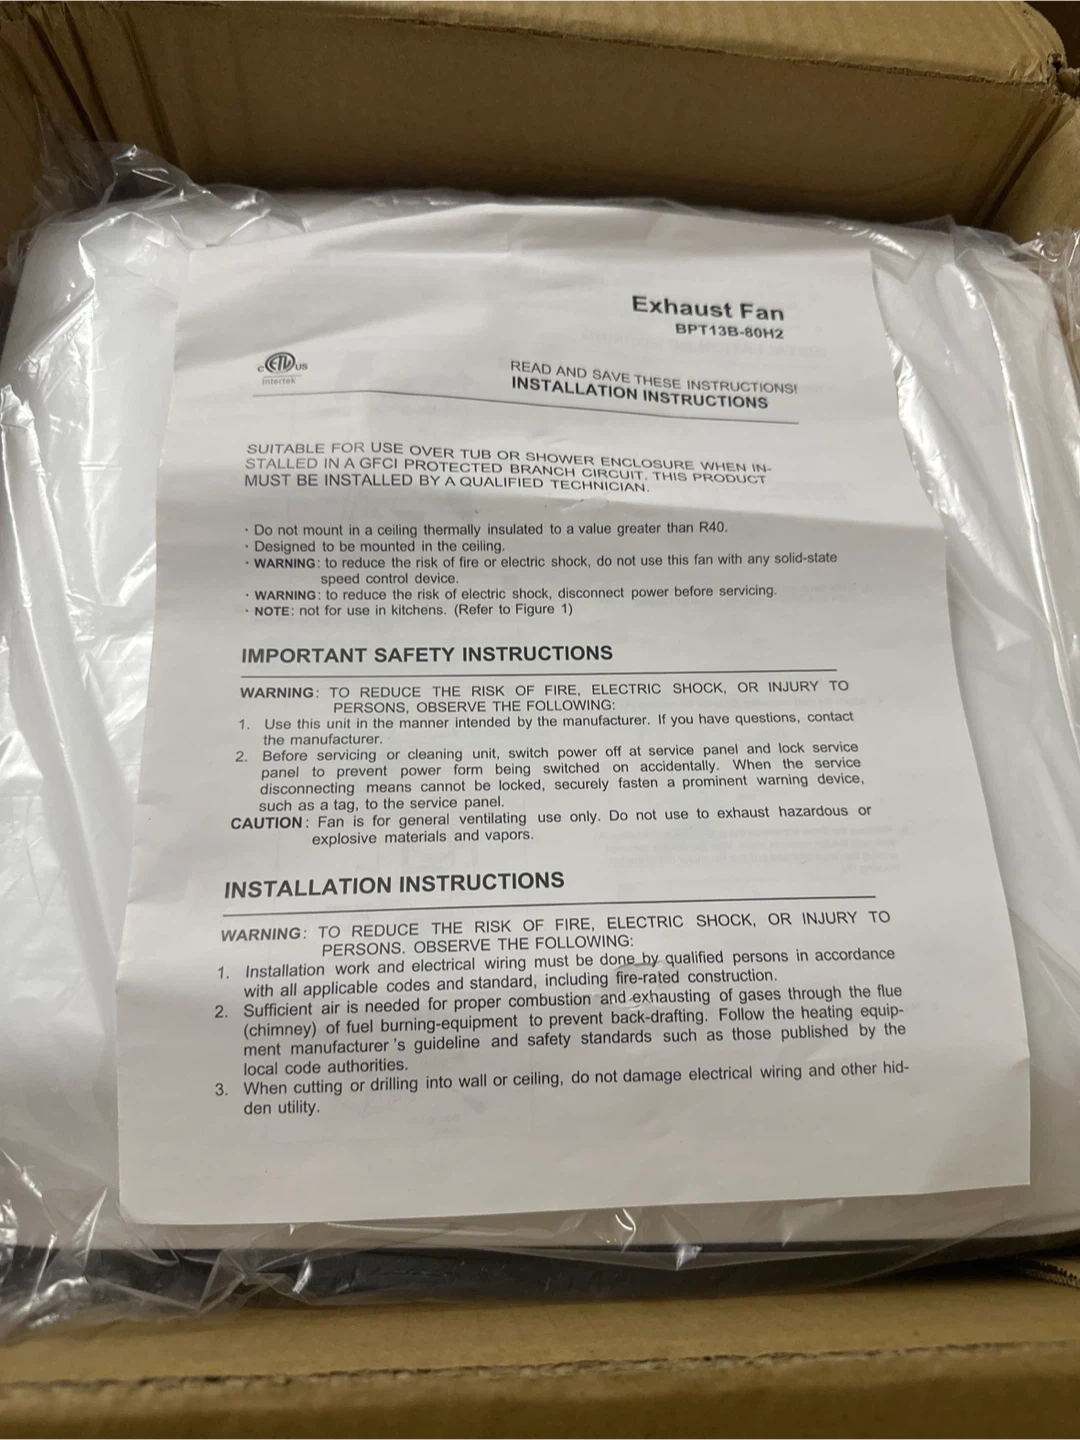 Exhaust Fan
BPT13B-80H2
c ETL US
Intertek
READ AND SAVE THESE INSTRUCTIONS!
INSTALLATION INSTRUCTIONS
SUITABLE FOR USE OVER TUB OR SHOWER ENCLOSURE WHEN IN-
STALLED IN A GFCI PROTECTED BRANCH CIRCUIT. THIS PRODUCT
MUST BE INSTALLED BY A QUALIFIED TECHNICIAN.
· Do not mount in a ceiling thermally insulated to a value greater than R40.
· Designed to be mounted in the ceiling.
· WARNING: to reduce the risk of fire or electric shock, do not use this fan with any solid-state
speed control device.
· WARNING: to reduce the risk of electric shock, disconnect power before servicing.
· NOTE: not for use in kitchens. (Refer to Figure 1)
IMPORTANT SAFETY INSTRUCTIONS
WARNING: TO REDUCE THE RISK OF FIRE, ELECTRIC SHOCK, OR INJURY TO
PERSONS, OBSERVE THE FOLLOWING:
1. Use this unit in the manner intended by the manufacturer. If you have questions, contact
the manufacturer.
2. Before servicing or cleaning unit, switch power off at service panel and lock service
panel to prevent power form being switched on accidentally. When the service
disconnecting means cannot be locked, securely fasten a prominent warning device,
such as a tag, to the service panel.
CAUTION: Fan is for general ventilating use only. Do not use to exhaust hazardous or
explosive materials and vapors.
INSTALLATION INSTRUCTIONS
WARNING: TO REDUCE THE RISK OF FIRE, ELECTRIC SHOCK, OR INJURY TO
PERSONS. OBSERVE THE FOLLOWING:
1. Installation work and electrical wiring must be done by qualified persons in accordance
with all applicable codes and standard, including fire-rated construction.
2. Sufficient air is needed for proper combustion and exhausting of gases through the flue
(chimney) of fuel burning-equipment to prevent back-drafting. Follow the heating equip-
ment manufacturer 's guideline and safety standards such as those published by the
local code authorities.
3. When cutting or drilling into wall or ceiling, do not damage electrical wiring and other hid-
den utility.